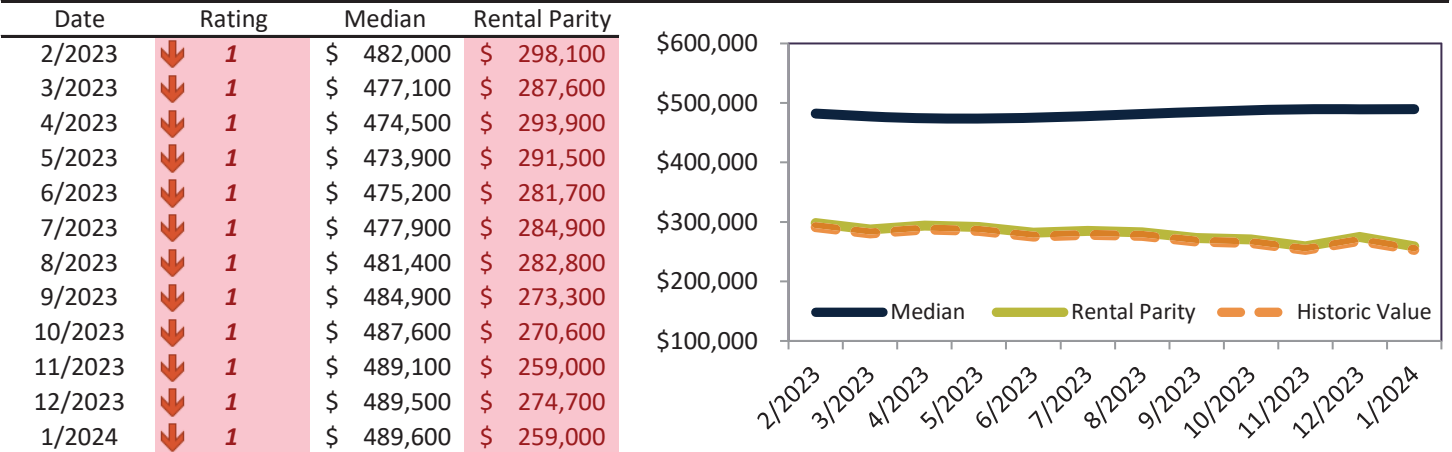 Date Rating Median Rental Parity
2/2023 1 $ 482,000 $ 298,100
3/2023 1 $ 477,100 $ 287,600
4/2023 1 $ 474,500 $ 293,900
5/2023 1 $ 473,900 $ 291,500
6/2023 1 $ 475,200 $ 281,700
7/2023 1 $ 477,900 $ 284,900
8/2023 1 $ 481,400 $ 282,800
9/2023 1 $ 484,900 $ 273,300
10/2023 1 $ 487,600 $ 270,600
11/2023 1 $ 489,100 $ 259,000
12/2023 1 $ 489,500 $ 274,700
1/2024 1 $ 489,600 $ 259,000
$600,000
$500,000
$400,000
$300,000
$200,000
$100,000
Median Rental Parity Historic Value
2/2023 3/2023 4/2023 5/2023 6/2023 7/2023 8/2023 9/2023 10/2023 11/2023 12/2023 1/2024